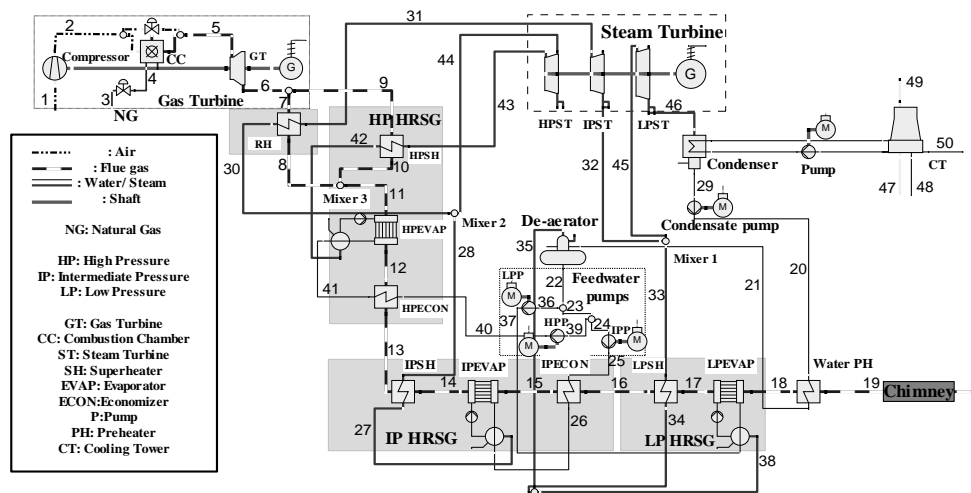 2
5
31
Compressor
CC
GT
G
4
6
1
3
NG
Gas Turbine
7
9
44
Steam Turbine
G
HPST
IPST
LPST
46
49
43
M
Condenser
Pump
50
CT
47
48
RH
HP HRSG
42
HPSH
10
30
8
11
Mixer 3
Mixer 2
32
45
29
M
Condensate pump
De-aerator
Mixer 1
HPEVAP
12
28
35
22
Feedwater
pumps
33
21
20
41
HPECON
LPP
M
36
23
37
HPP
39
24
IPP
M
40
M
25
13
IPSH
IPEVAP
IPECON
LPSH
LPEVAP
Water PH
14
15
16
17
18
19
Chimney
27
26
34
IP HRSG
LP HRSG
38
: Air
: Flue gas
: Water/ Steam
: Shaft
NG: Natural Gas
HP: High Pressure
IP: Intermediate Pressure
LP: Low Pressure
GT: Gas Turbine
CC: Combustion Chamber
ST: Steam Turbine
SH: Superheater
EVAP: Evaporator
ECON:Economizer
P:Pump
PH: Preheater
CT: Cooling Tower